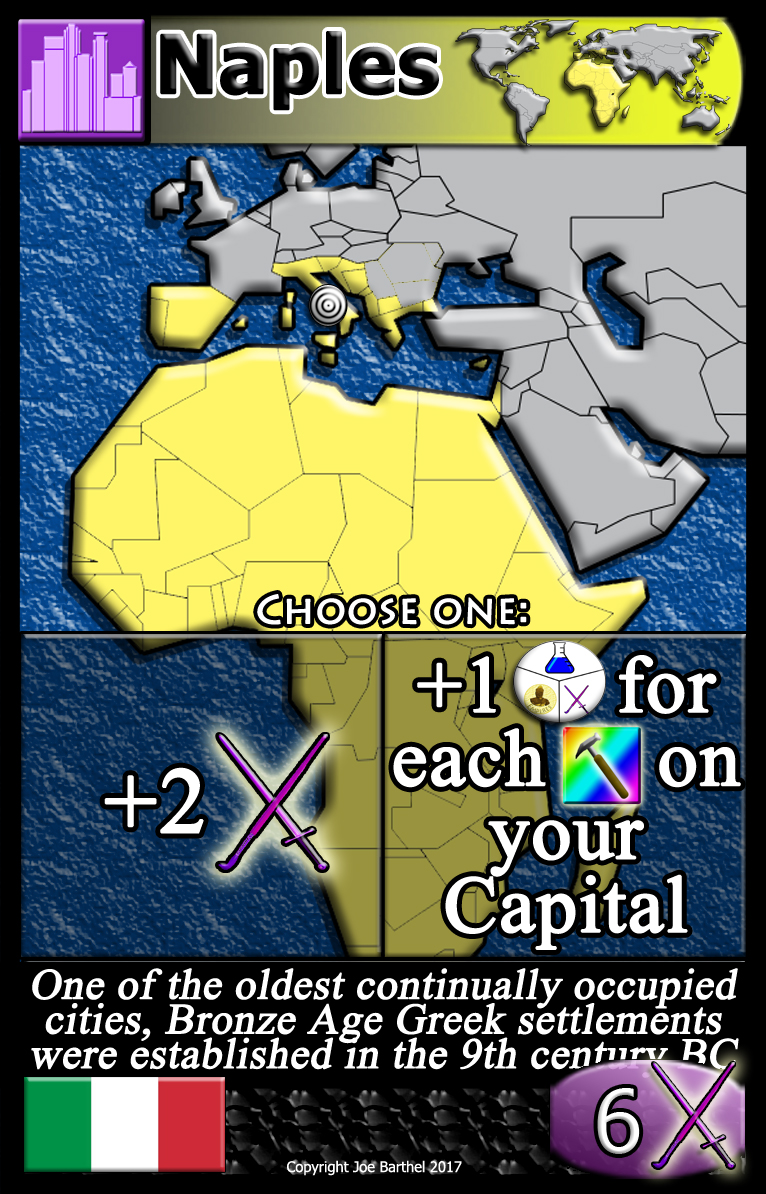 Naples
CHOOSE ONE:
+2
+1 for
each on
your
Capital
One of the oldest continually occupied
cities, Bronze Age Greek settlements
were established in the 9th century BC
6
Copyright Joe Barthel 2017